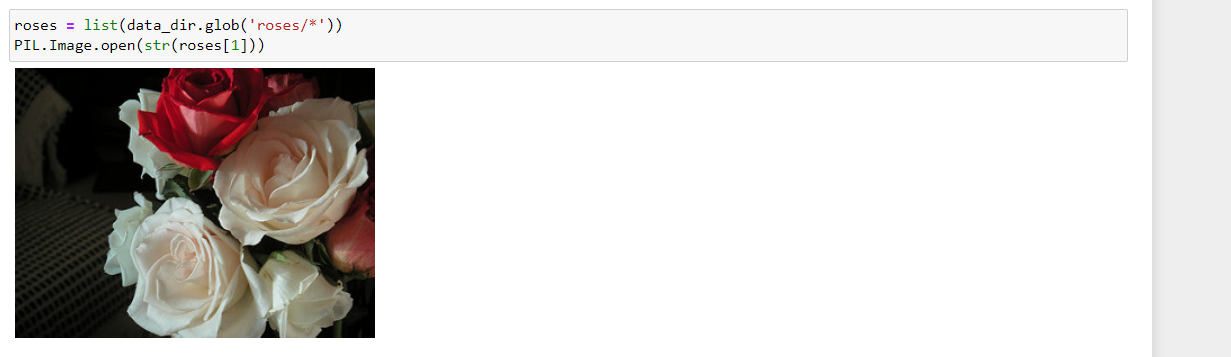 roses = list(data_dir.glob('roses/*'))
PIL.Image.open(str(roses[1]))